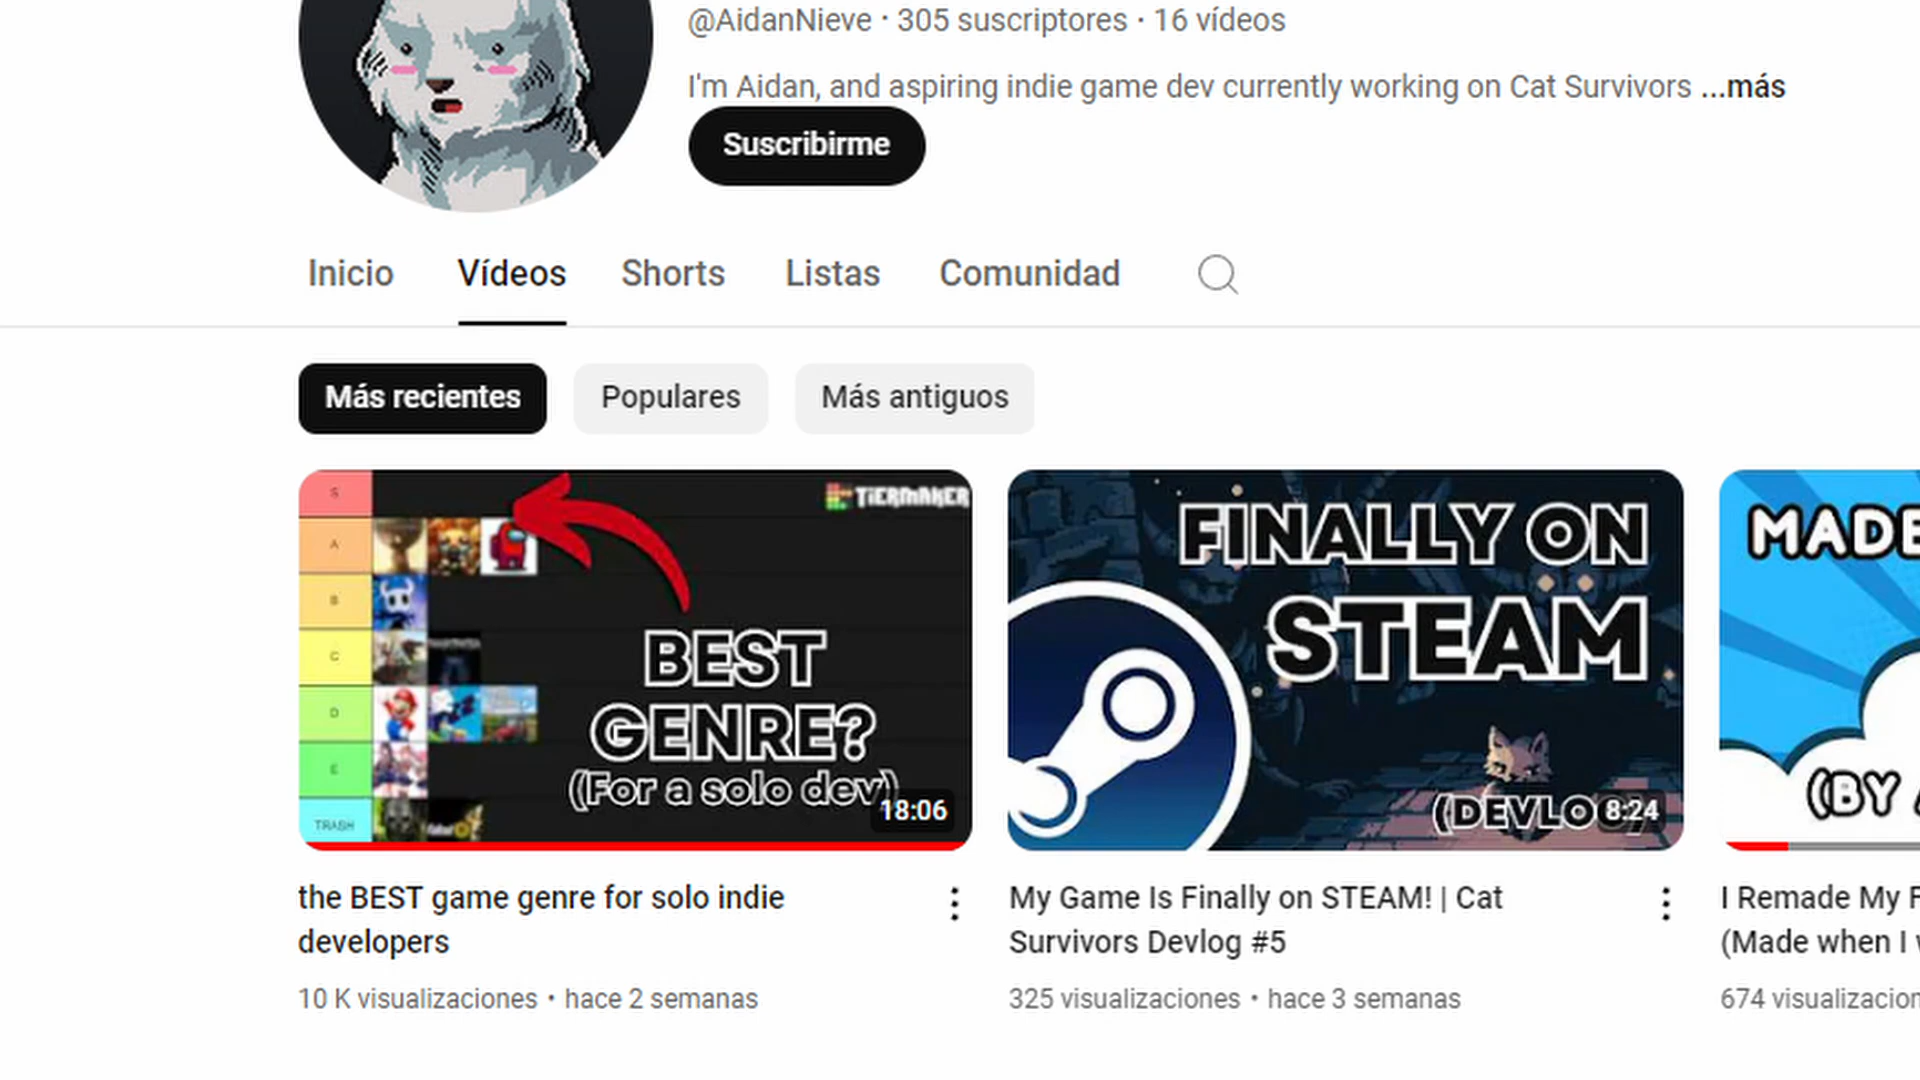 @AidanNieve • 305 suscriptores • 16 vídeos
I'm Aidan, and aspiring indie game dev currently working on Cat Survivors ...más
Suscribirme
Inicio Vídeos Shorts Listas Comunidad
Más recientes Populares Más antiguos
S
TIERMAKER
A
B
C
D
E
TRASH
BEST
GENRE?
(For a solo dev)
18:06
FINALLY ON
STEAM
(DEVLO
8:24
MADE
(BY
the BEST game genre for solo indie
developers
10 K visualizaciones • hace 2 semanas
My Game Is Finally on STEAM! | Cat
Survivors Devlog #5
325 visualizaciones • hace 3 semanas
I Remade My F
(Made when I w
674 visualizacion